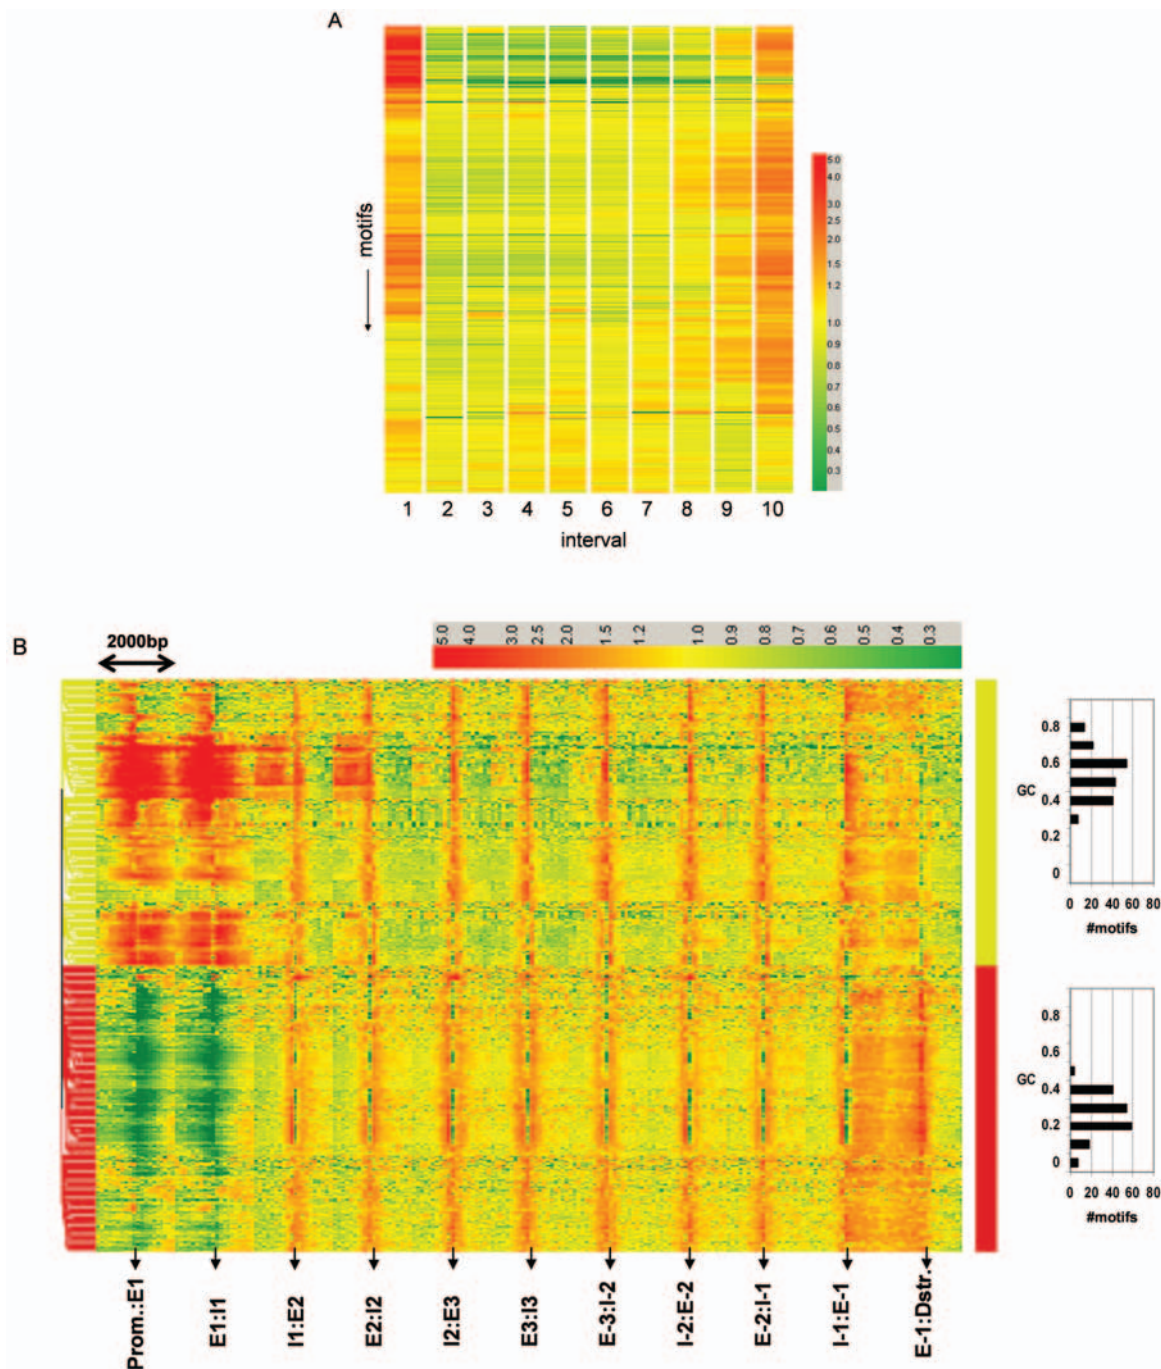 A
motifs
5.0
4.0
3.0
2.5
2.0
1.5
1.2
1.0
0.9
0.8
0.7
0.6
0.5
0.4
0.3
1 2 3 4 5 6 7 8 9 10
interval
B
2000bp
5.0 4.0 3.0 2.5 2.0 1.5 1.2 1.0 0.9 0.8 0.7 0.6 0.5 0.4 0.3
0.8
0.6
GC 0.4
0.2
0
0 20 40 60 80
#motifs
0.8
0.6
GC 0.4
0.2
0
0 20 40 60 80
#motifs
Prom.:E1
E1:I1
I1:E2
E2:I2
I2:E3
E3:I3
E-3:I-2
I-2:E-2
E-2:I-1
I-1:E-1
E-1:Dstr.